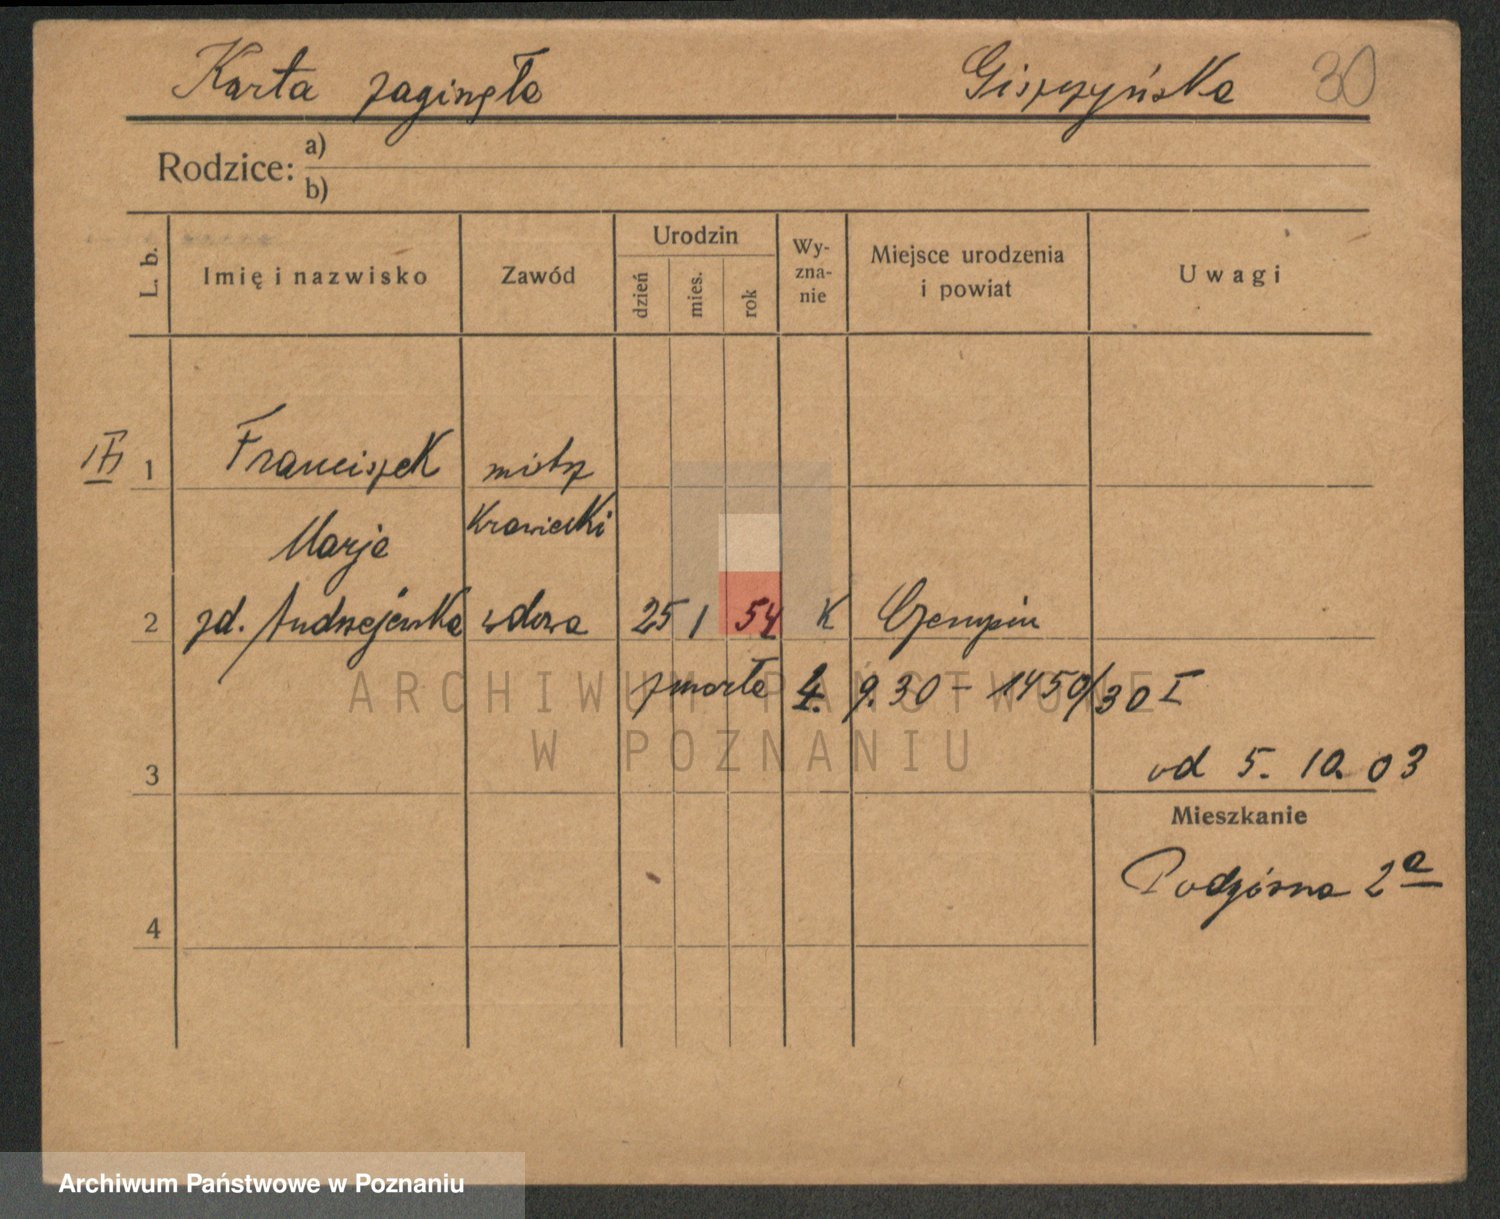 Karta zaginęła Giszczyńska 30
Rodzice: a)
b)
L. b. Imię i nazwisko Zawód Urodzin dzień mies. rok Wy-zna-nie Miejsce urodzenia i powiat Uwagi
1 Franciszek mistrz
krawiecki
Marja
2 zd. Andrzejewska wdowa 25 1 54 K Czempiń
zmarła 4. 9. 30 - 1450/30 I
ARCHIWUM PAŃSTWOWE
W POZNANIU
3 od 5. 10. 03
Mieszkanie
Podgórna 2a
4
Archiwum Państwowe w Poznaniu